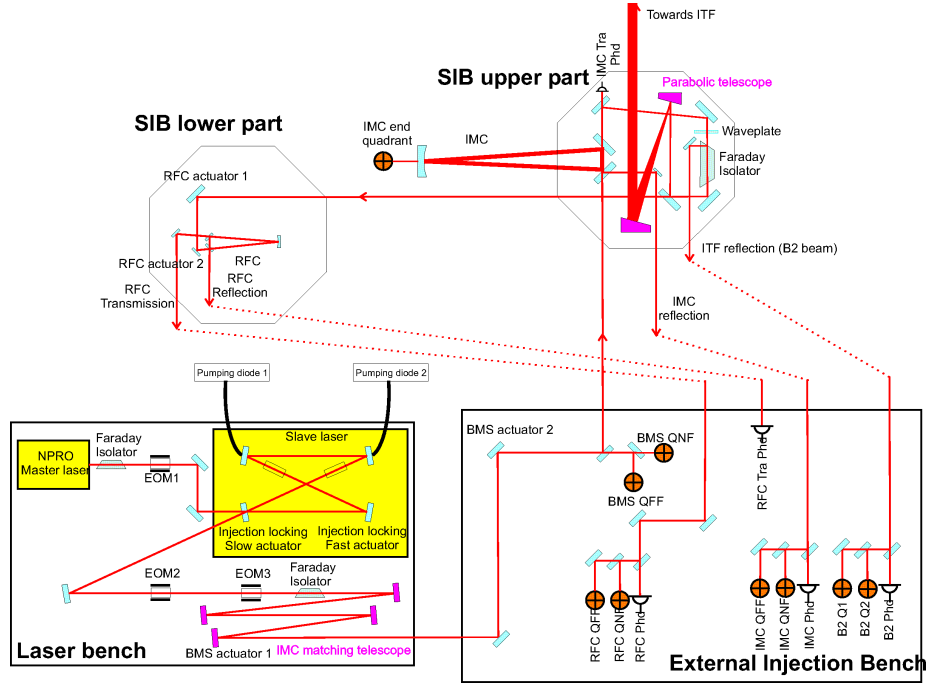 Towards ITF
IMC Tra
Phd
SIB upper part
Parabolic telescope
SIB lower part
IMC end
quadrant
IMC
Waveplate
Faraday
Isolator
RFC actuator 1
ITF reflection (B2 beam)
RFC actuator 2
RFC
RFC
Reflection
RFC
Transmission
IMC
reflection
Pumping diode 1
Pumping diode 2
NPRO
Master laser
Faraday
Isolator
EOM1
Slave laser
Injection locking
Slow actuator
Injection locking
Fast actuator
BMS actuator 2
BMS QNF
BMS QFF
RFC Tra Phd
EOM2
EOM3
Faraday
Isolator
RFC QFF
RFC QNF
RFC Phd
IMC QFF
IMC QNF
IMC Phd
B2 Q1
B2 Q2
B2 Phd
Laser bench
BMS actuator 1
IMC matching telescope
External Injection Bench